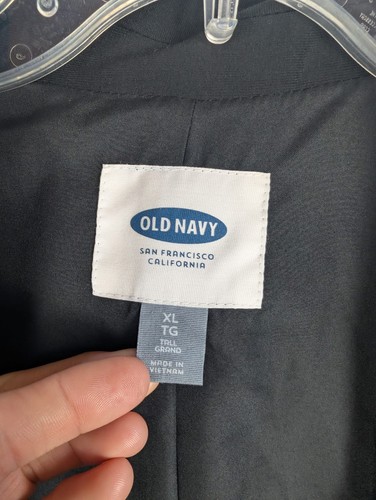 OLD NAVY
SAN FRANCISCO
CALIFORNIA
XL
TG
TALL
GRAND
MADE IN
VIETNAM